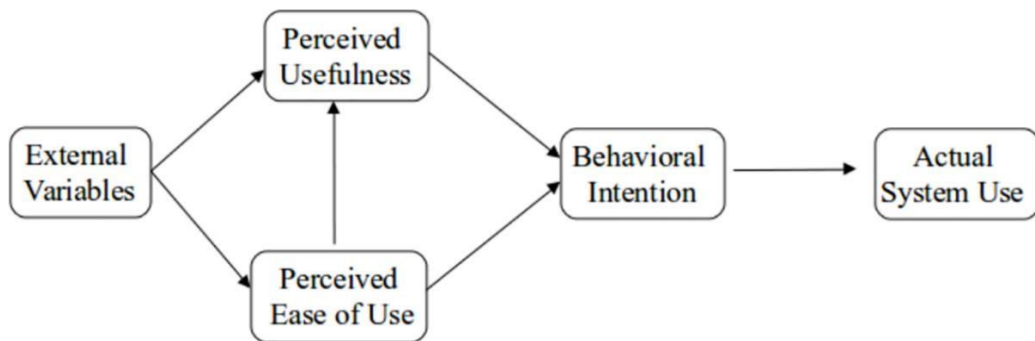 Perceived
Usefulness
External
Variables
Behavioral
Intention
Actual
System Use
Perceived
Ease of Use